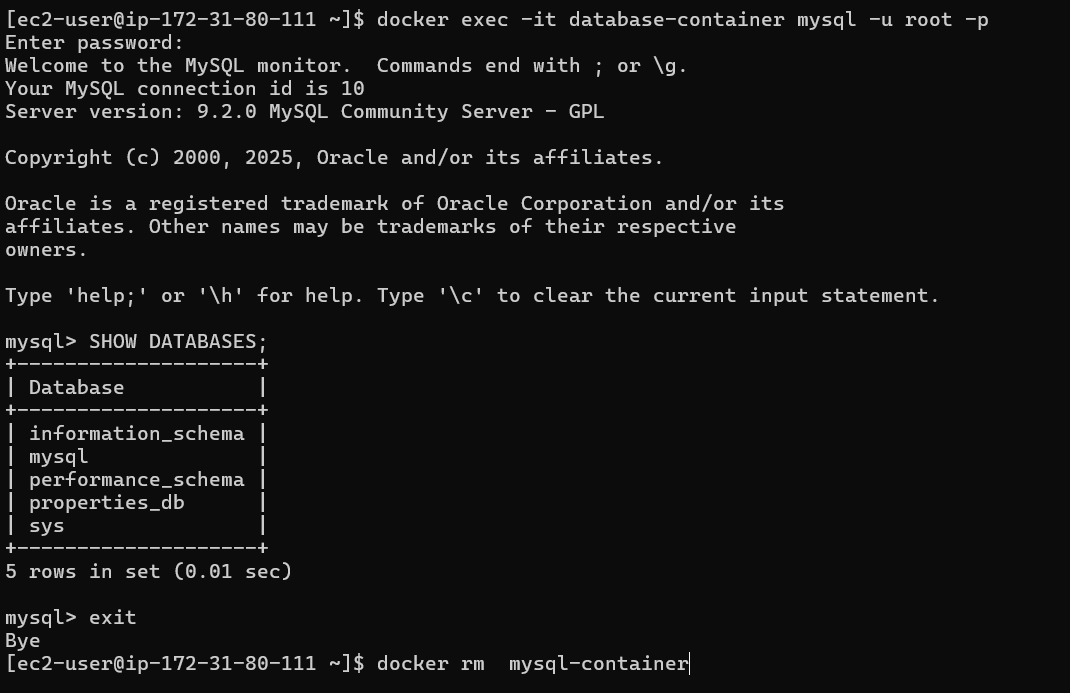 [ec2-user@ip-172-31-80-111 ~]$ docker exec -it database-container mysql -u root -p
Enter password:
Welcome to the MySQL monitor.  Commands end with ; or \g.
Your MySQL connection id is 10
Server version: 9.2.0 MySQL Community Server - GPL

Copyright (c) 2000, 2025, Oracle and/or its affiliates.

Oracle is a registered trademark of Oracle Corporation and/or its
affiliates. Other names may be trademarks of their respective
owners.

Type 'help;' or '\h' for help. Type '\c' to clear the current input statement.

mysql> SHOW DATABASES;
+--------------------+
| Database           |
+--------------------+
| information_schema |
| mysql              |
| performance_schema |
| properties_db      |
| sys                |
+--------------------+
5 rows in set (0.01 sec)

mysql> exit
Bye
[ec2-user@ip-172-31-80-111 ~]$ docker rm  mysql-container